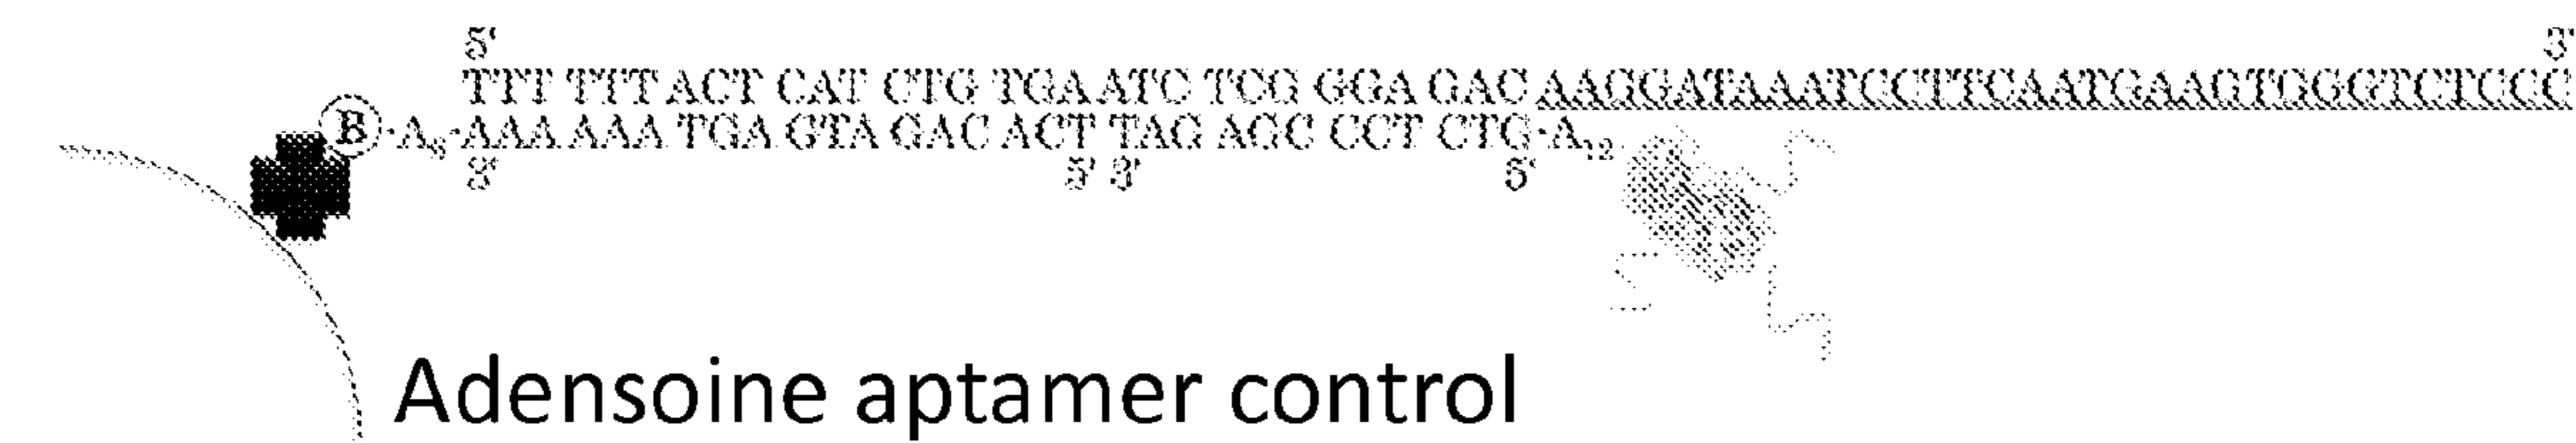 5' 3'
TTT TTT ACT CAT CTG TGA ATC TCG GGA GAC AAGGATAAATCCTTCAATGAAGTGGGTCTCCC
B·A8·AAA AAA TGA GTA GAC ACT TAG AGC CCT CTG·A12
3' 5' 3' 5'
Adensoine aptamer control